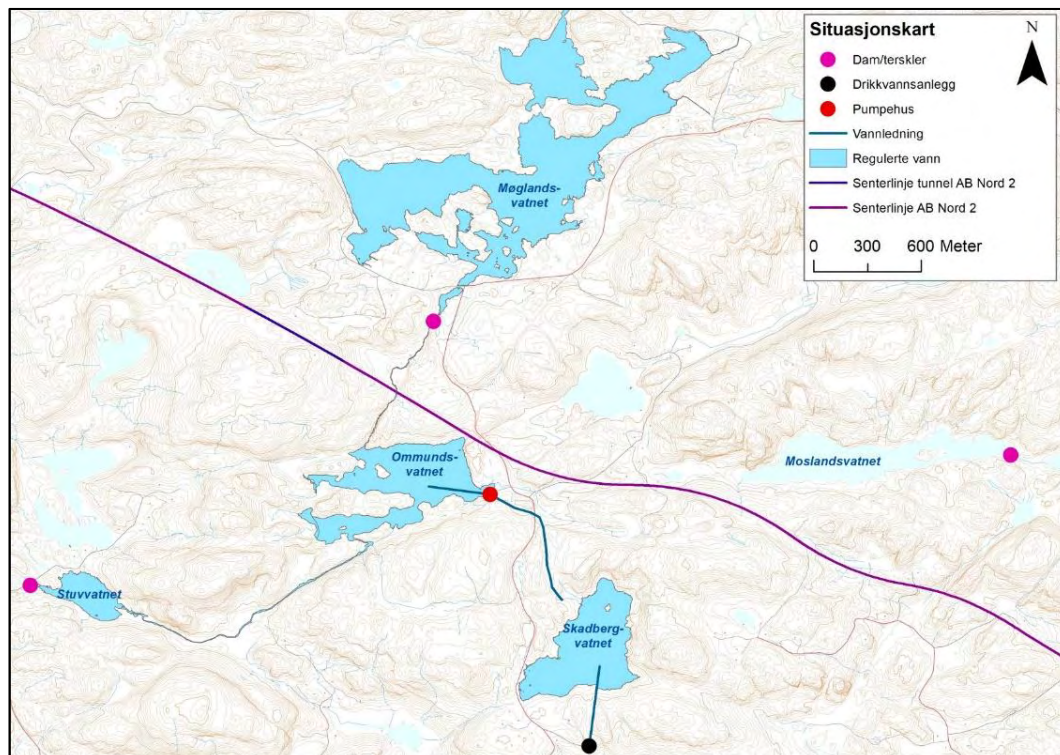 Situasjonskart
N
Dam/terskler
Drikkvannsanlegg
Pumpehus
Vannledning
Regulerte vann
Senterlinje tunnel AB Nord 2
Senterlinje AB Nord 2
0 300 600 Meter
Møglands-
vatnet
Ommunds-
vatnet
Moslandsvatnet
Stuvvatnet
Skadberg-
vatnet